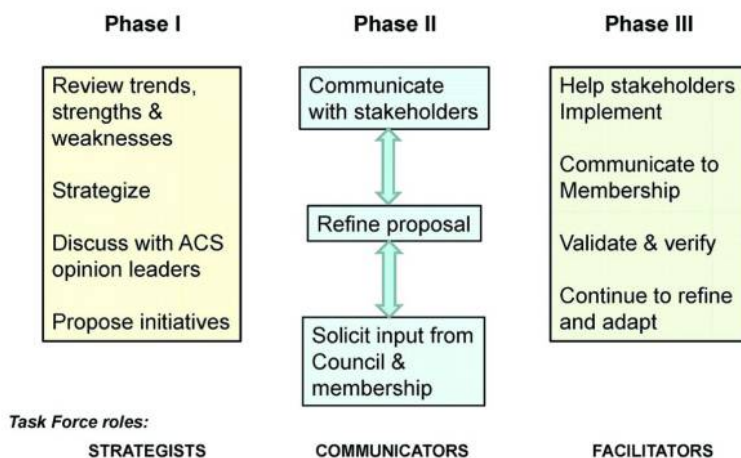 Phase I
Phase II
Phase III
Review trends,
strengths &
weaknesses
Strategize
Discuss with ACS
opinion leaders
Propose initiatives
Communicate
with stakeholders
Refine proposal
Solicit input from
Council &
membership
Help stakeholders
Implement
Communicate to
Membership
Validate & verify
Continue to refine
and adapt
Task Force roles:
STRATEGISTS
COMMUNICATORS
FACILITATORS